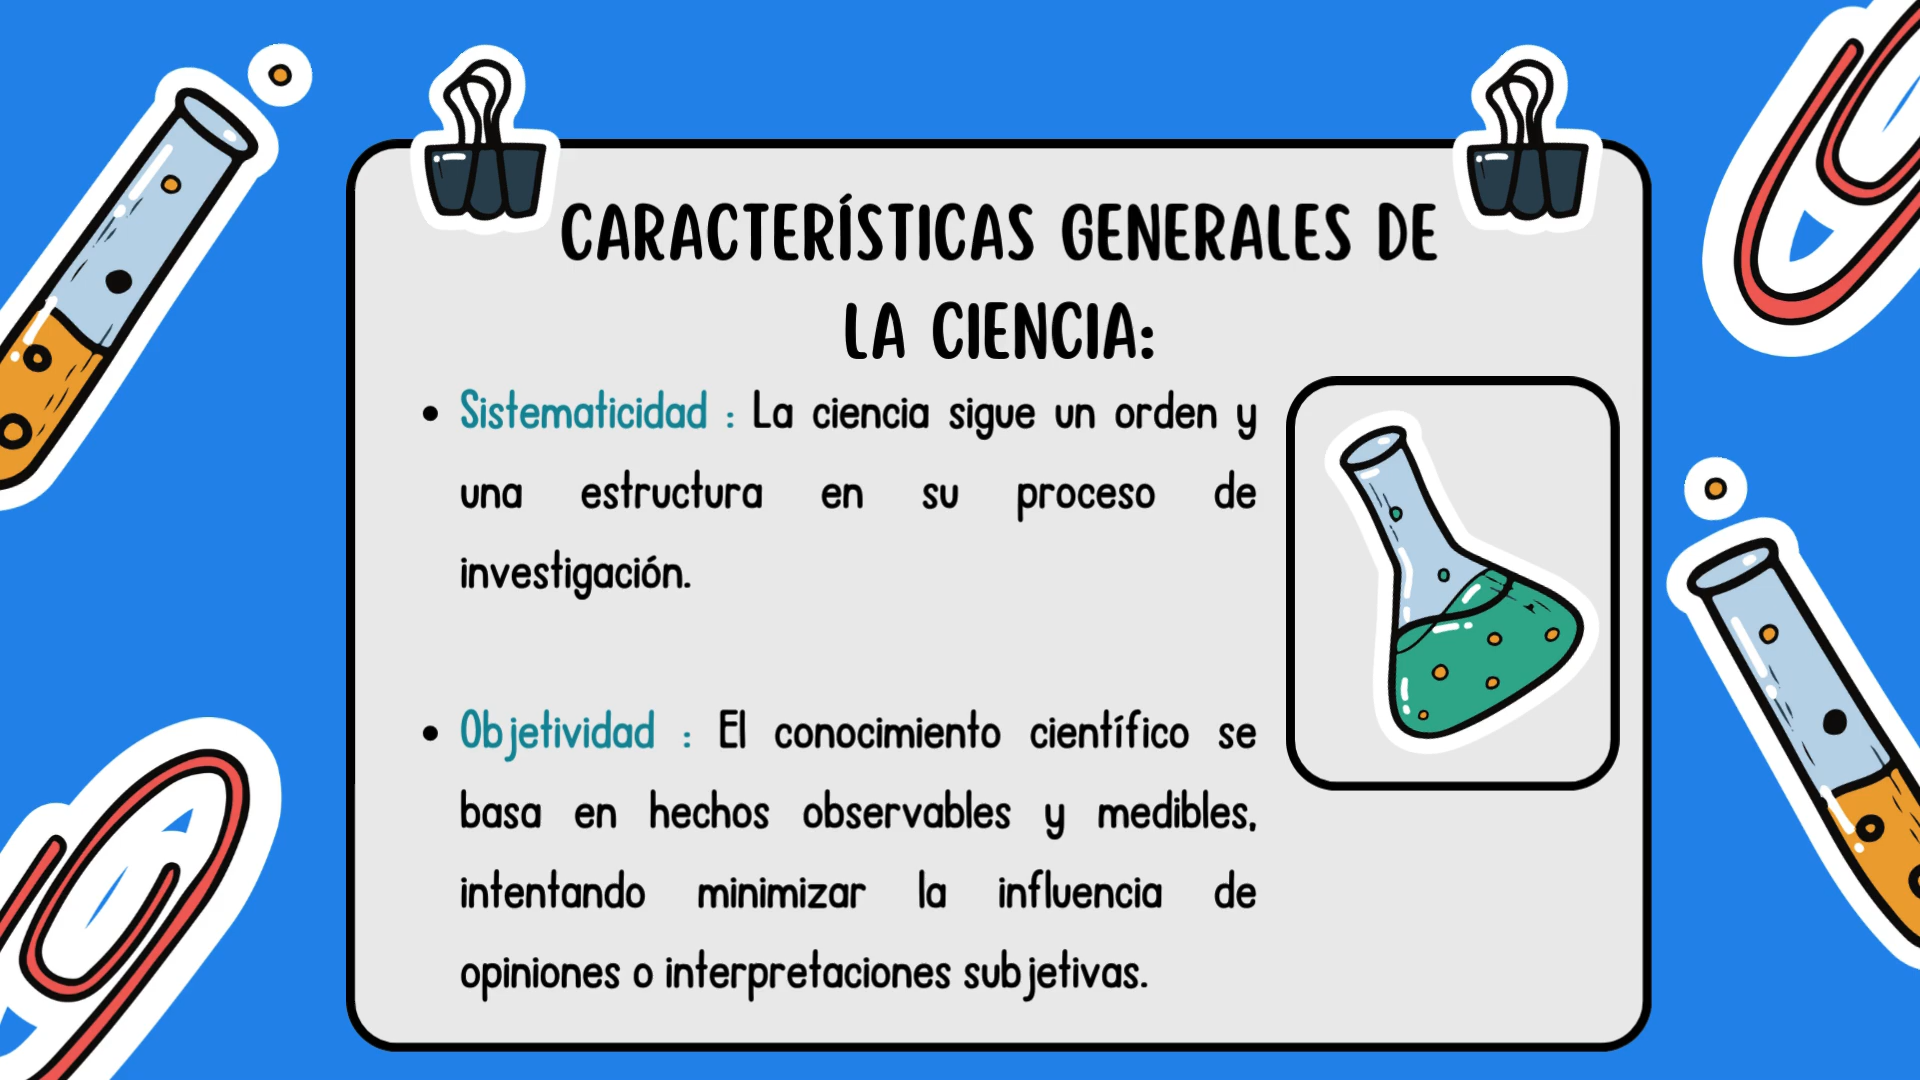 CARACTERÍSTICAS GENERALES DE
LA CIENCIA:
• Sistematicidad : La ciencia sigue un orden y
una estructura en su proceso de
investigación.
• Objetividad : El conocimiento científico se
basa en hechos observables y medibles,
intentando minimizar la influencia de
opiniones o interpretaciones subjetivas.